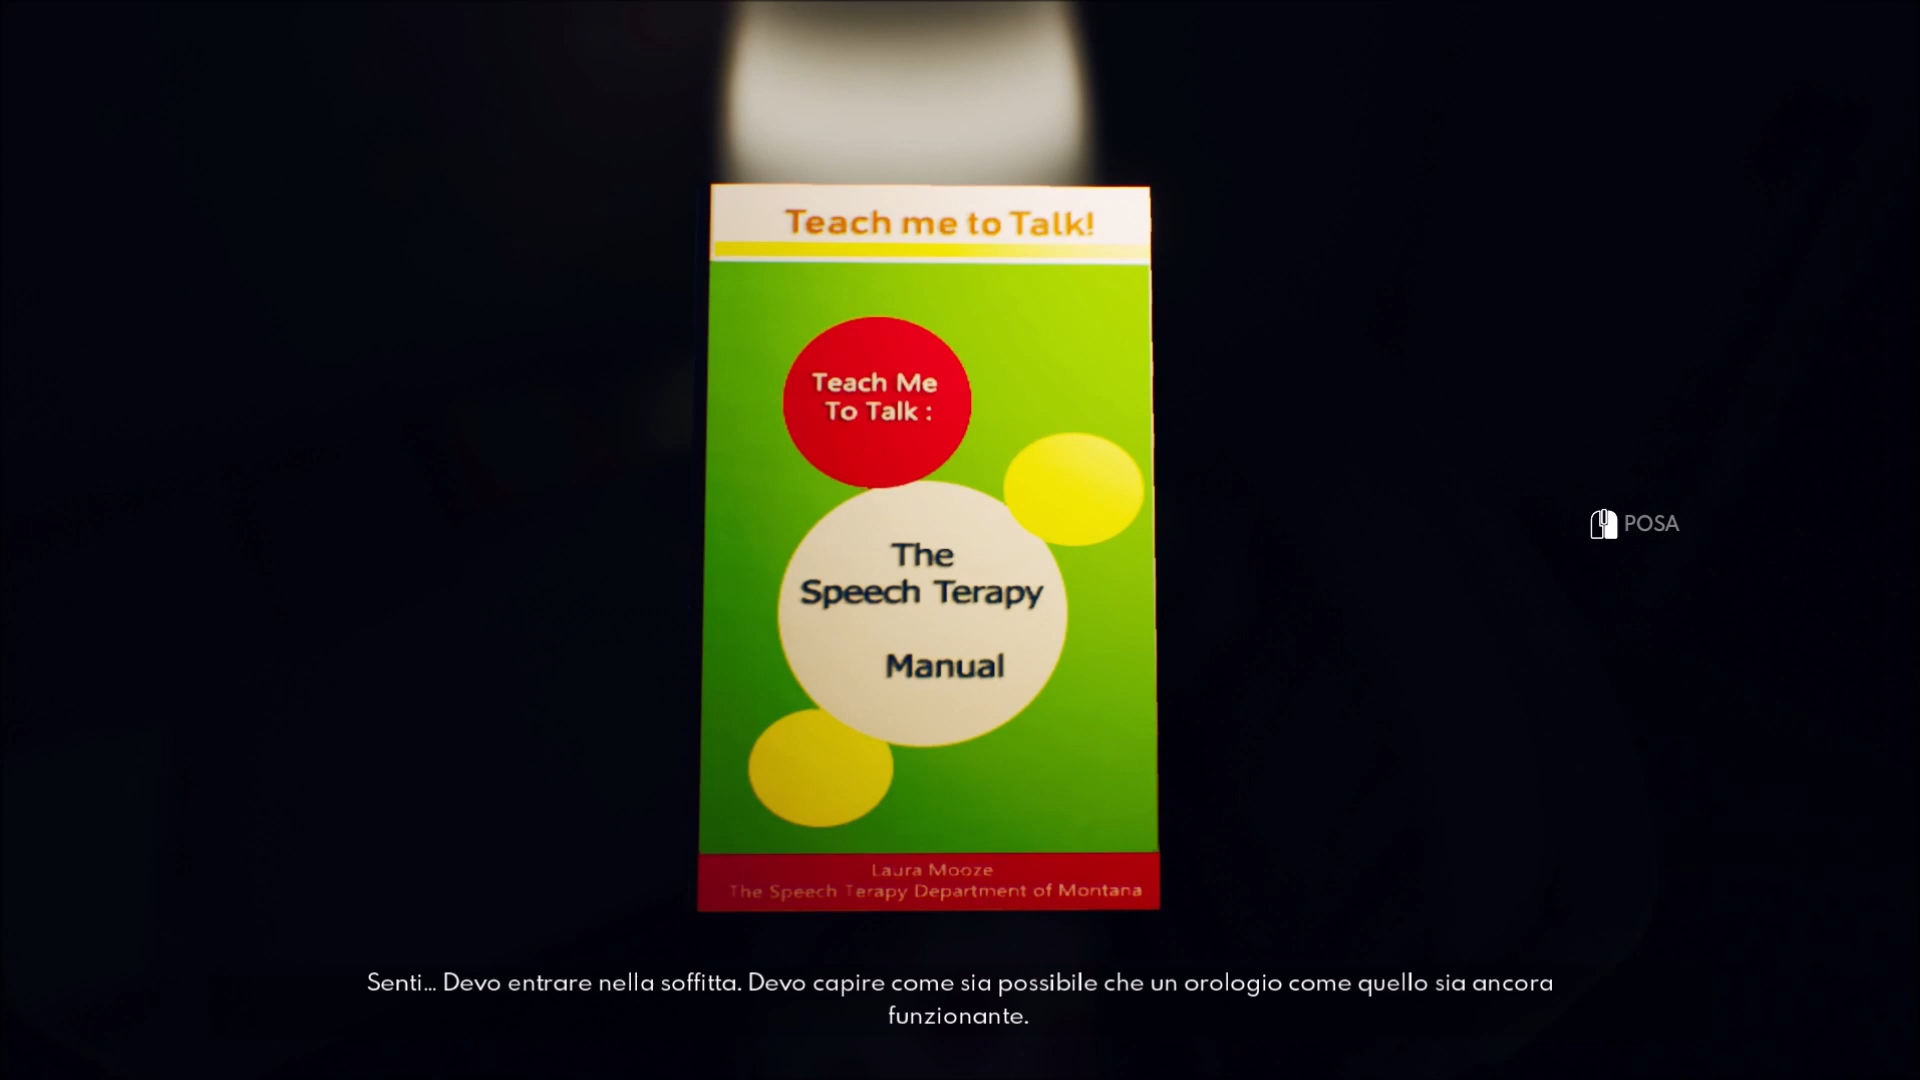 Teach me to Talk!
Teach Me
To Talk :
The
Speech Terapy
Manual
POSA
Laura Mooze
The Speech Terapy Department of Montana
Senti... Devo entrare nella soffitta. Devo capire come sia possibile che un orologio come quello sia ancora
funzionante.